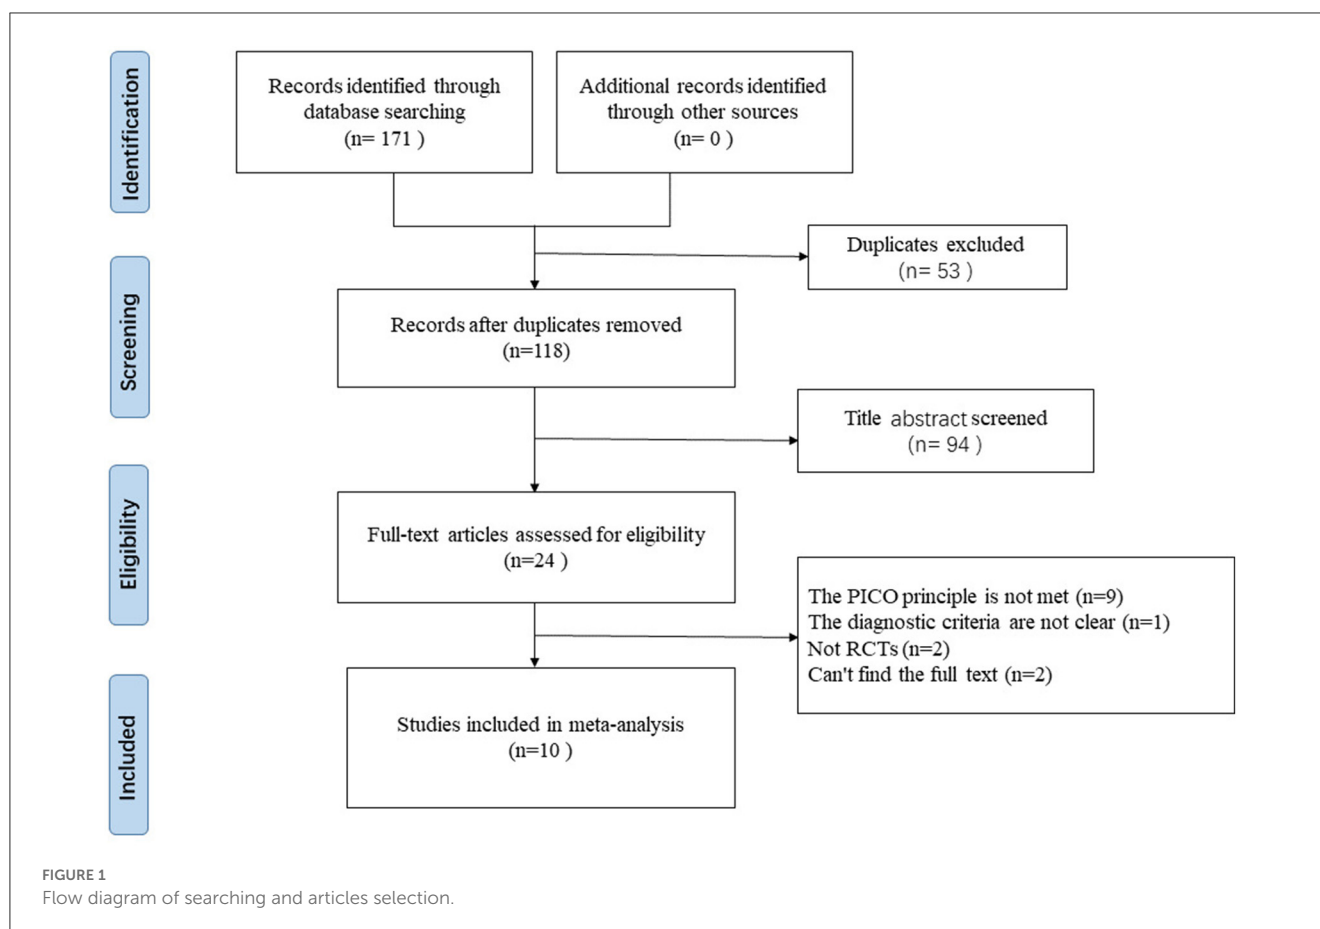 Identification
Records identified through
database searching
(n= 171 )
Additional records identified
through other sources
(n= 0 )
Duplicates excluded
(n= 53 )
Screening
Records after duplicates removed
(n=118)
Title abstract screened
(n= 94 )
Eligibility
Full-text articles assessed for eligibility
(n=24 )
The PICO principle is not met (n=9)
The diagnostic criteria are not clear (n=1)
Not RCTs (n=2)
Can't find the full text (n=2)
Included
Studies included in meta-analysis
(n=10 )
FIGURE 1
Flow diagram of searching and articles selection.